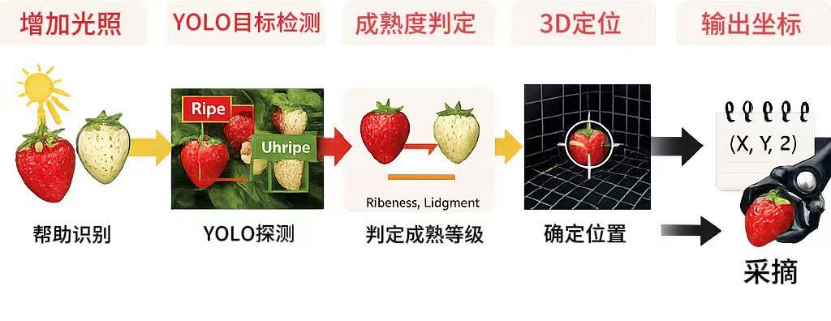 增加光照
YOLO目标检测
成熟度判定
3D定位
输出坐标
Ripe
Uhripe
Ribeness, Lidgment
(X, Y, 2)
帮助识别
YOLO探测
判定成熟等级
确定位置
采摘